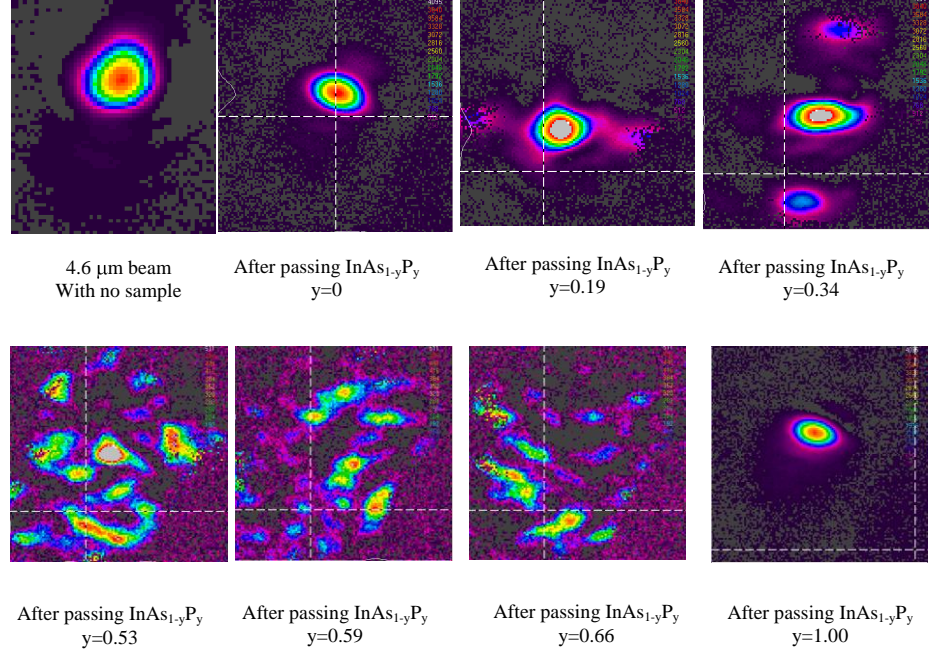 4.6 μm beam
With no sample
After passing InAs₁₋yPy
y=0
After passing InAs₁₋yPy
y=0.19
After passing InAs₁₋yPy
y=0.34
After passing InAs₁₋yPy
y=0.53
After passing InAs₁₋yPy
y=0.59
After passing InAs₁₋yPy
y=0.66
After passing InAs₁₋yPy
y=1.00